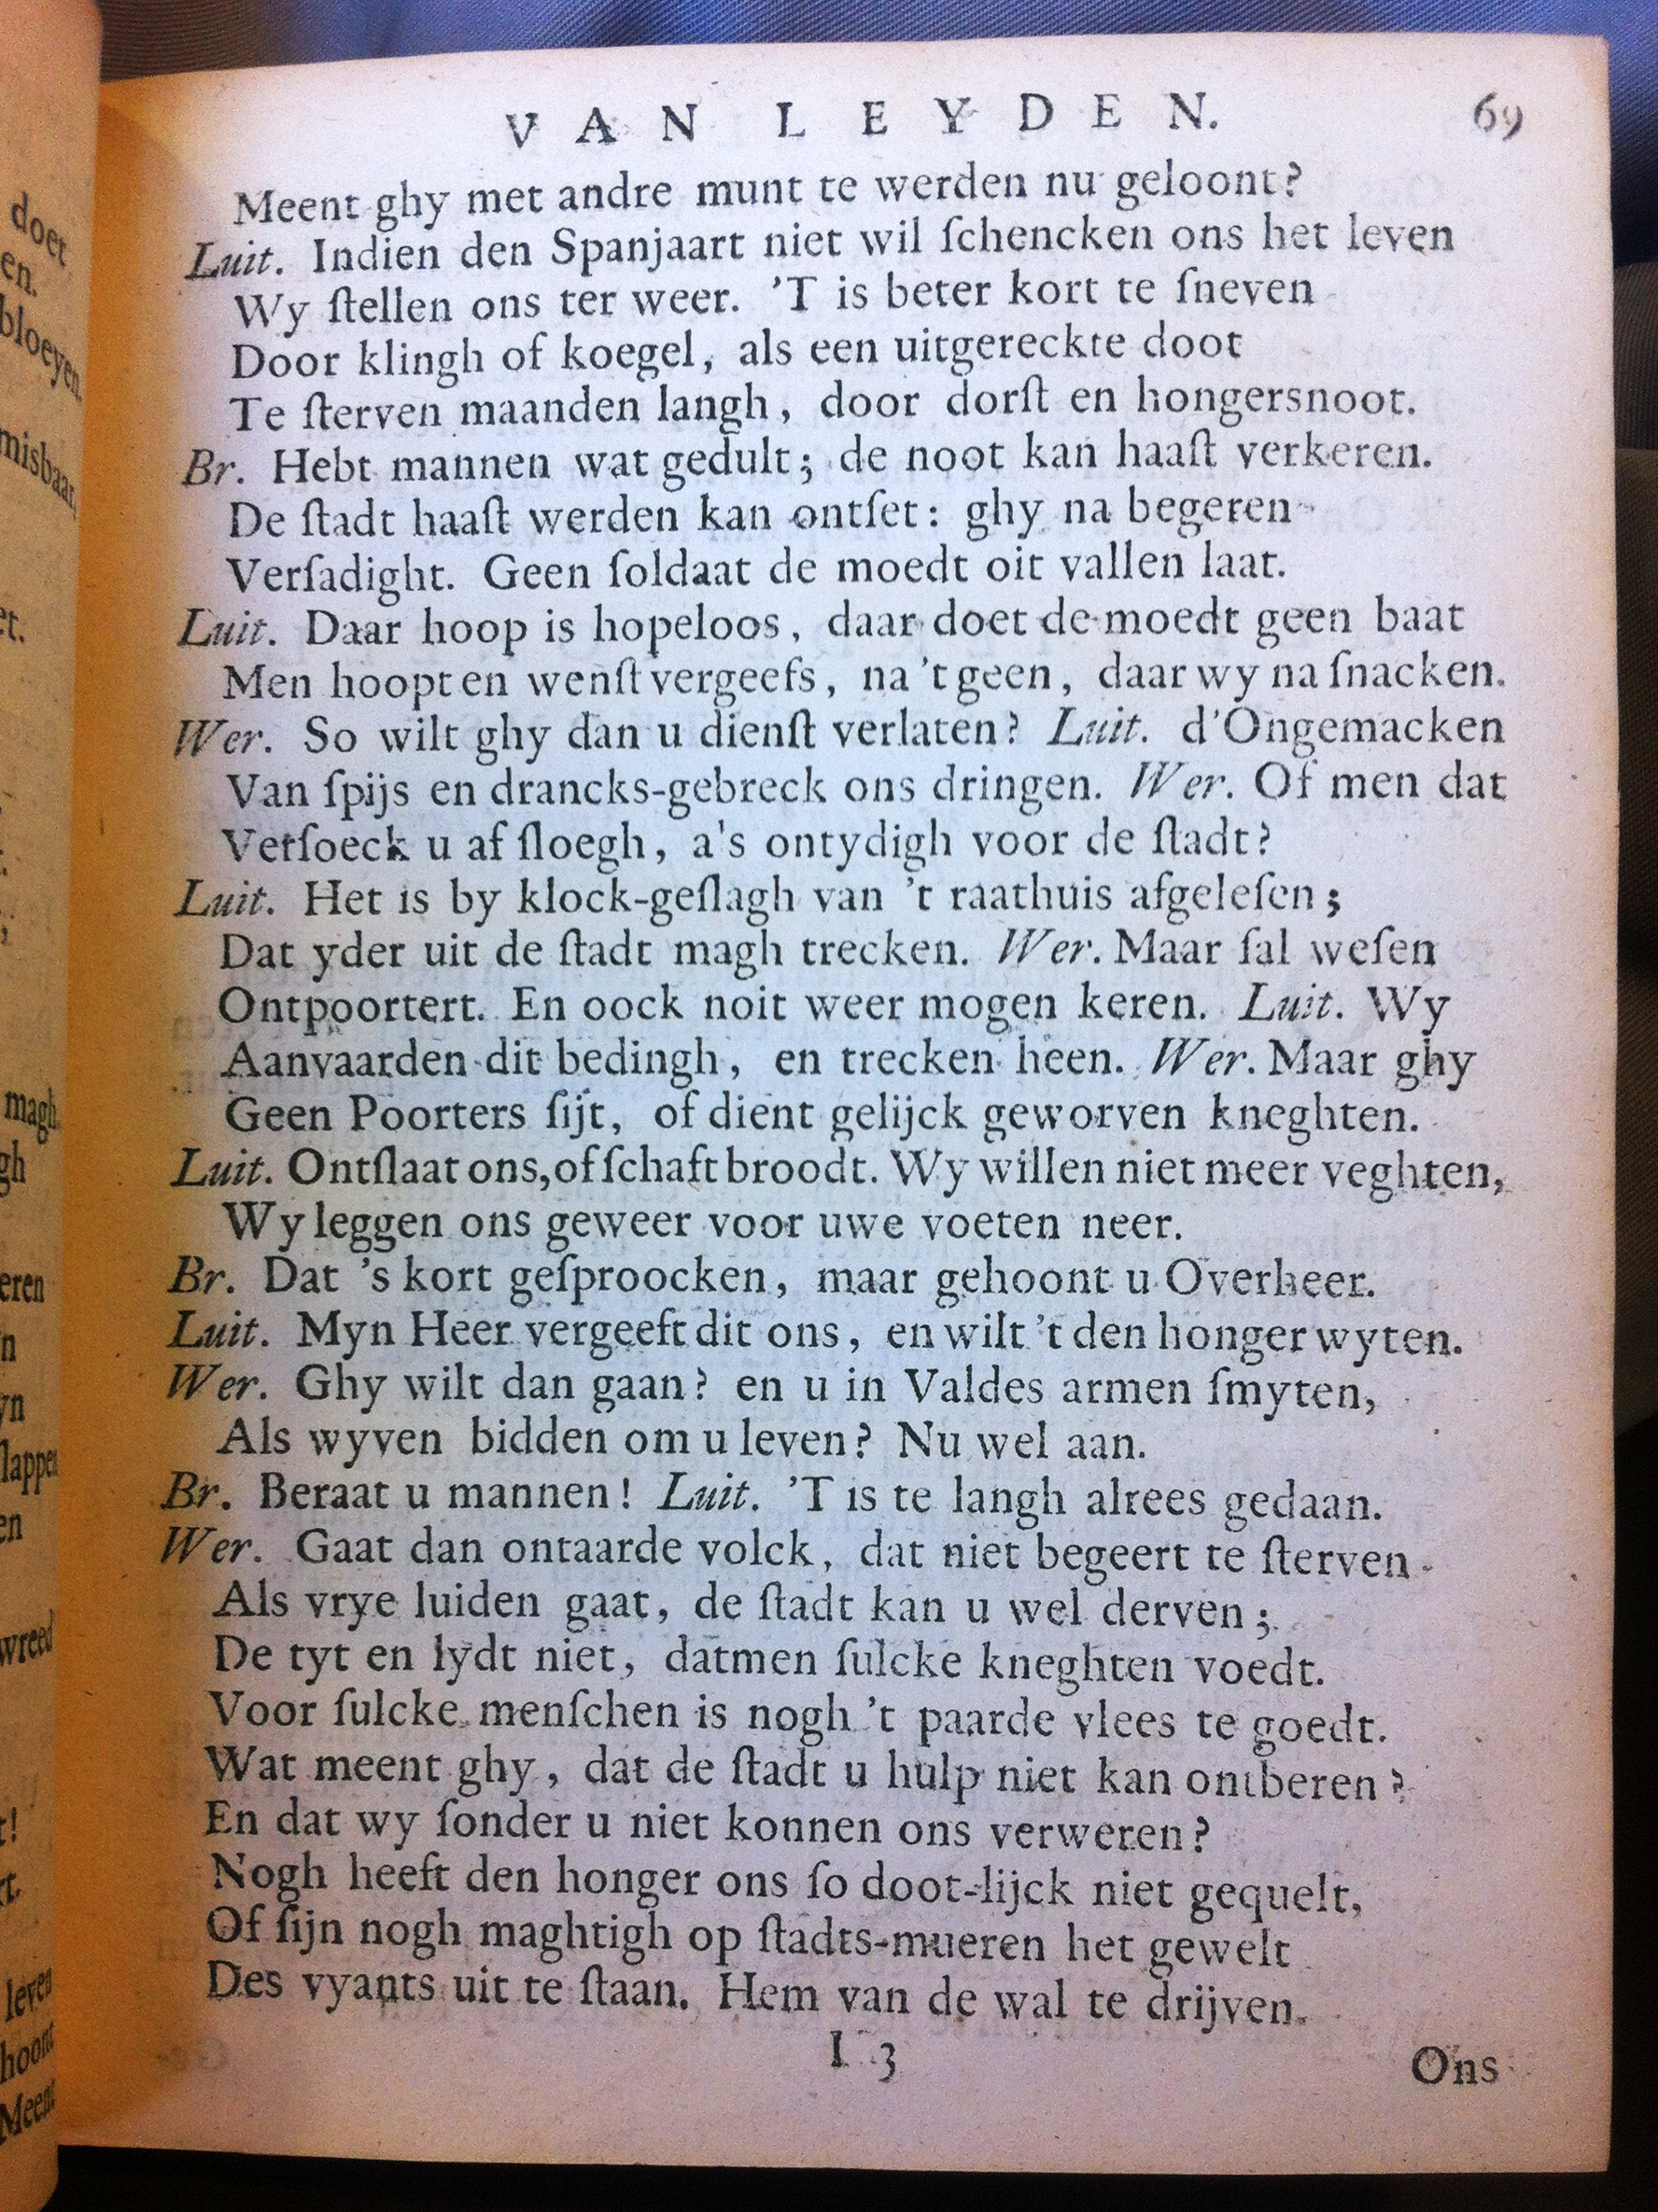 VAN LEYDEN. 69
Meent ghy met andre munt te werden nu geloont?
Luit. Indien den Spanjaart niet wil ſchencken ons het leven
Wy ſtellen ons ter weer. 'T is beter kort te ſneven
Door klingh of koegel, als een uitgereckte doot
Te ſterven maanden langh, door dorſt en hongersnoot.
Br. Hebt mannen wat gedult; de noot kan haaſt verkeren.
De ſtadt haaſt werden kan ontſet: ghy na begeren
Verſadight. Geen ſoldaat de moedt oit vallen laat.
Luit. Daar hoop is hopeloos, daar doet de moedt geen baat
Men hoopt en wenſt vergeefs, na 't geen, daar wy na ſnacken.
Wer. So wilt ghy dan u dienſt verlaten? Luit. d'Ongemacken
Van ſpijs en drancks-gebreck ons dringen. Wer. Of men dat
Verſoeck u af ſloegh, a's ontydigh voor de ſtadt?
Luit. Het is by klock-geſlagh van 't raathuis afgeleſen;
Dat yder uit de ſtadt magh trecken. Wer. Maar ſal weſen
Ontpoortert. En oock noit weer mogen keren. Luit. Wy
Aanvaarden dit bedingh, en trecken heen. Wer. Maar ghy
Geen Poorters ſijt, of dient gelijck geworven kneghten.
Luit. Ontſlaat ons, of ſchaft broodt. Wy willen niet meer veghten,
Wy leggen ons geweer voor uwe voeten neer.
Br. Dat 's kort geſproocken, maar gehoont u Overheer.
Luit. Myn Heer vergeeft dit ons, en wilt 't den honger wyten.
Wer. Ghy wilt dan gaan? en u in Valdes armen ſmyten,
Als wyven bidden om u leven? Nu wel aan.
Br. Beraat u mannen! Luit. 'T is te langh alrees gedaan.
Wer. Gaat dan ontaarde volck, dat niet begeert te ſterven
Als vrye luiden gaat, de ſtadt kan u wel derven;
De tyt en lydt niet, datmen ſulcke kneghten voedt.
Voor ſulcke menſchen is nogh 't paarde vlees te goedt.
Wat meent ghy, dat de ſtadt u hulp niet kan ontberen?
En dat wy ſonder u niet konnen ons verweren?
Nogh heeft den honger ons ſo doot-lijck niet gequelt,
Of ſijn nogh maghtigh op ſtadts-mueren het gewelt
Des vyants uit te ſtaan. Hem van de wal te drijven.
I 3 Ons
doet
en.
bloeyen.
misbaar,
et.
magh
gh
eren
n
yn
ſlappen
en
wreed
t!
t.
leven
hoont
Meent